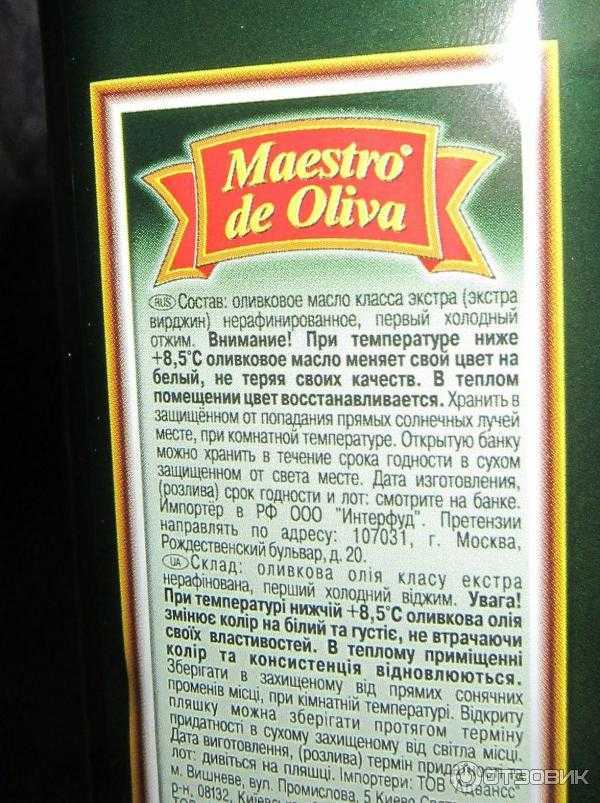 Maestro®
de Oliva
RUS Состав: оливковое масло класса экстра (экстра
вирджин) нерафинированное, первый холодный
отжим. Внимание! При температуре ниже
+8,5°С оливковое масло меняет свой цвет на
белый, не теряя своих качеств. В теплом
помещении цвет восстанавливается. Хранить в
защищённом от попадания прямых солнечных лучей
месте, при комнатной температуре. Открытую банку
можно хранить в течение срока годности в сухом
защищенном от света месте. Дата изготовления,
(розлива) срок годности и лот: смотрите на банке.
Импортёр в РФ ООО "Интерфуд". Претензии
направлять по адресу: 107031, г. Москва,
Рождественский бульвар, д. 20.
UA Склад: оливкова олія класу екстра
нерафінована, перший холодний віджим. Увага!
При температурі нижчій +8,5°С оливкова олія
змінює колір на білий та густіє, не втрачаючи
своїх властивостей. В теплому приміщенні
колір та консистенція відновлюються.
Зберігати в захищеному від прямих сонячних
променів місці, при кімнатній температурі. Відкриту
пляшку можна зберігати протягом терміну
придатності в сухому захищеному від світла місці.
Дата виготовлення, (розлива) термін
лот: дивіться на пляшці. Імпортери: ТОВ
м. Вишневе, вул. Промислова, 5
р-н, 08132,
ОТЗОВИК